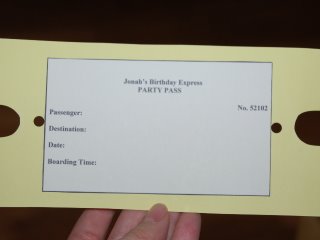 Jonah's Birthday Express
PARTY PASS
No. 52102
Passenger:
Destination:
Date:
Boarding Time: